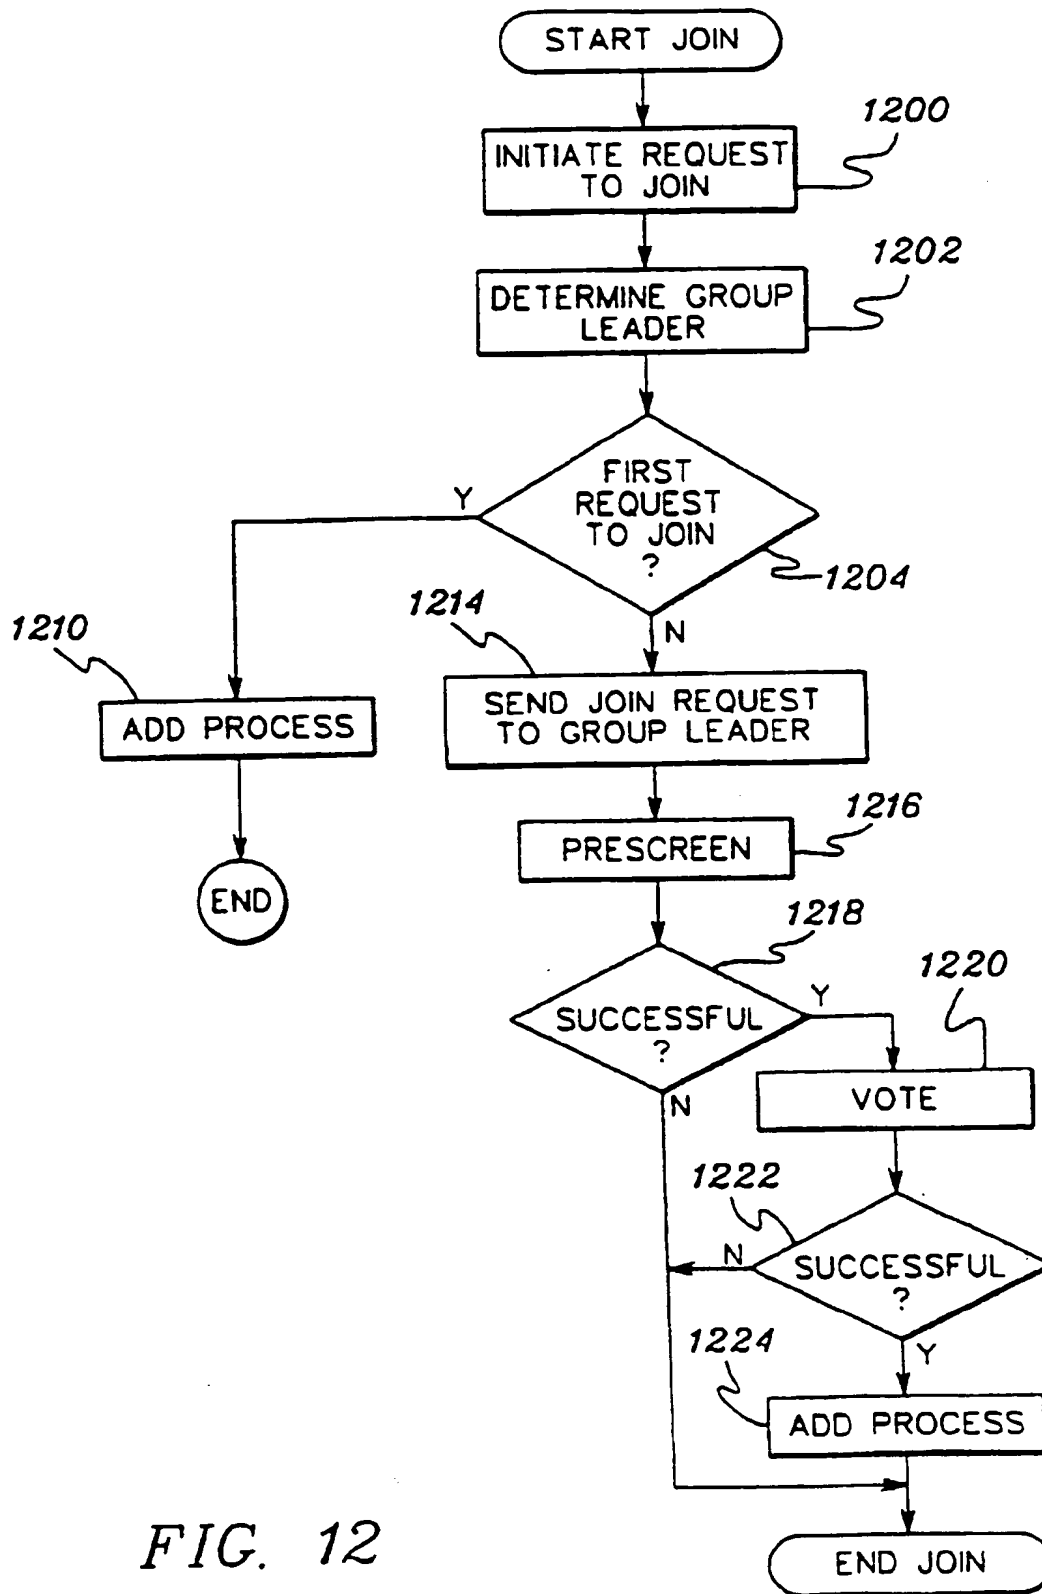 START JOIN
1200
INITIATE REQUEST
TO JOIN
1202
DETERMINE GROUP
LEADER
FIRST
REQUEST
TO JOIN
?
Y
1204
N
1210
ADD PROCESS
END
1214
SEND JOIN REQUEST
TO GROUP LEADER
1216
PRESCREEN
1218
SUCCESSFUL
?
Y
N
1220
VOTE
1222
SUCCESSFUL
?
N
Y
1224
ADD PROCESS
END JOIN
FIG. 12